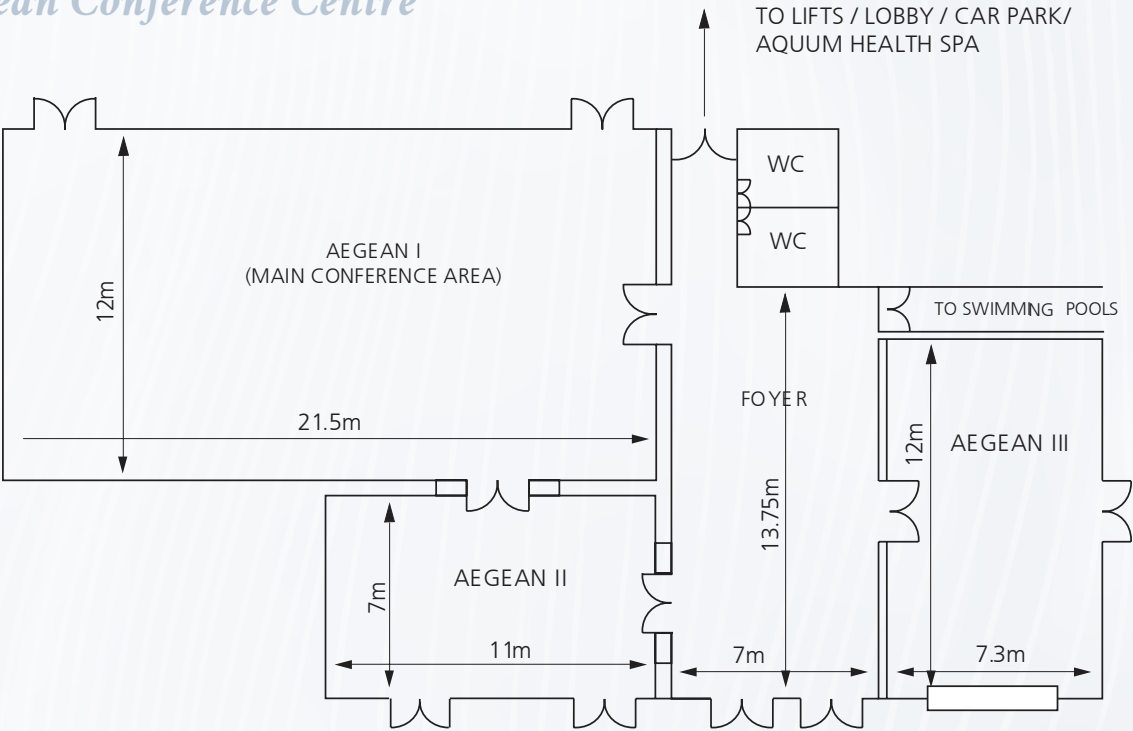 Conference Centre
TO LIFTS / LOBBY / CAR PARK/
AQUUM HEALTH SPA
WC
WC
AEGEAN I
(MAIN CONFERENCE AREA)
12m
21.5m
TO SWIMMING POOLS
FOYER
13.75m
7m
12m
AEGEAN III
7.3m
AEGEAN II
7m
11m